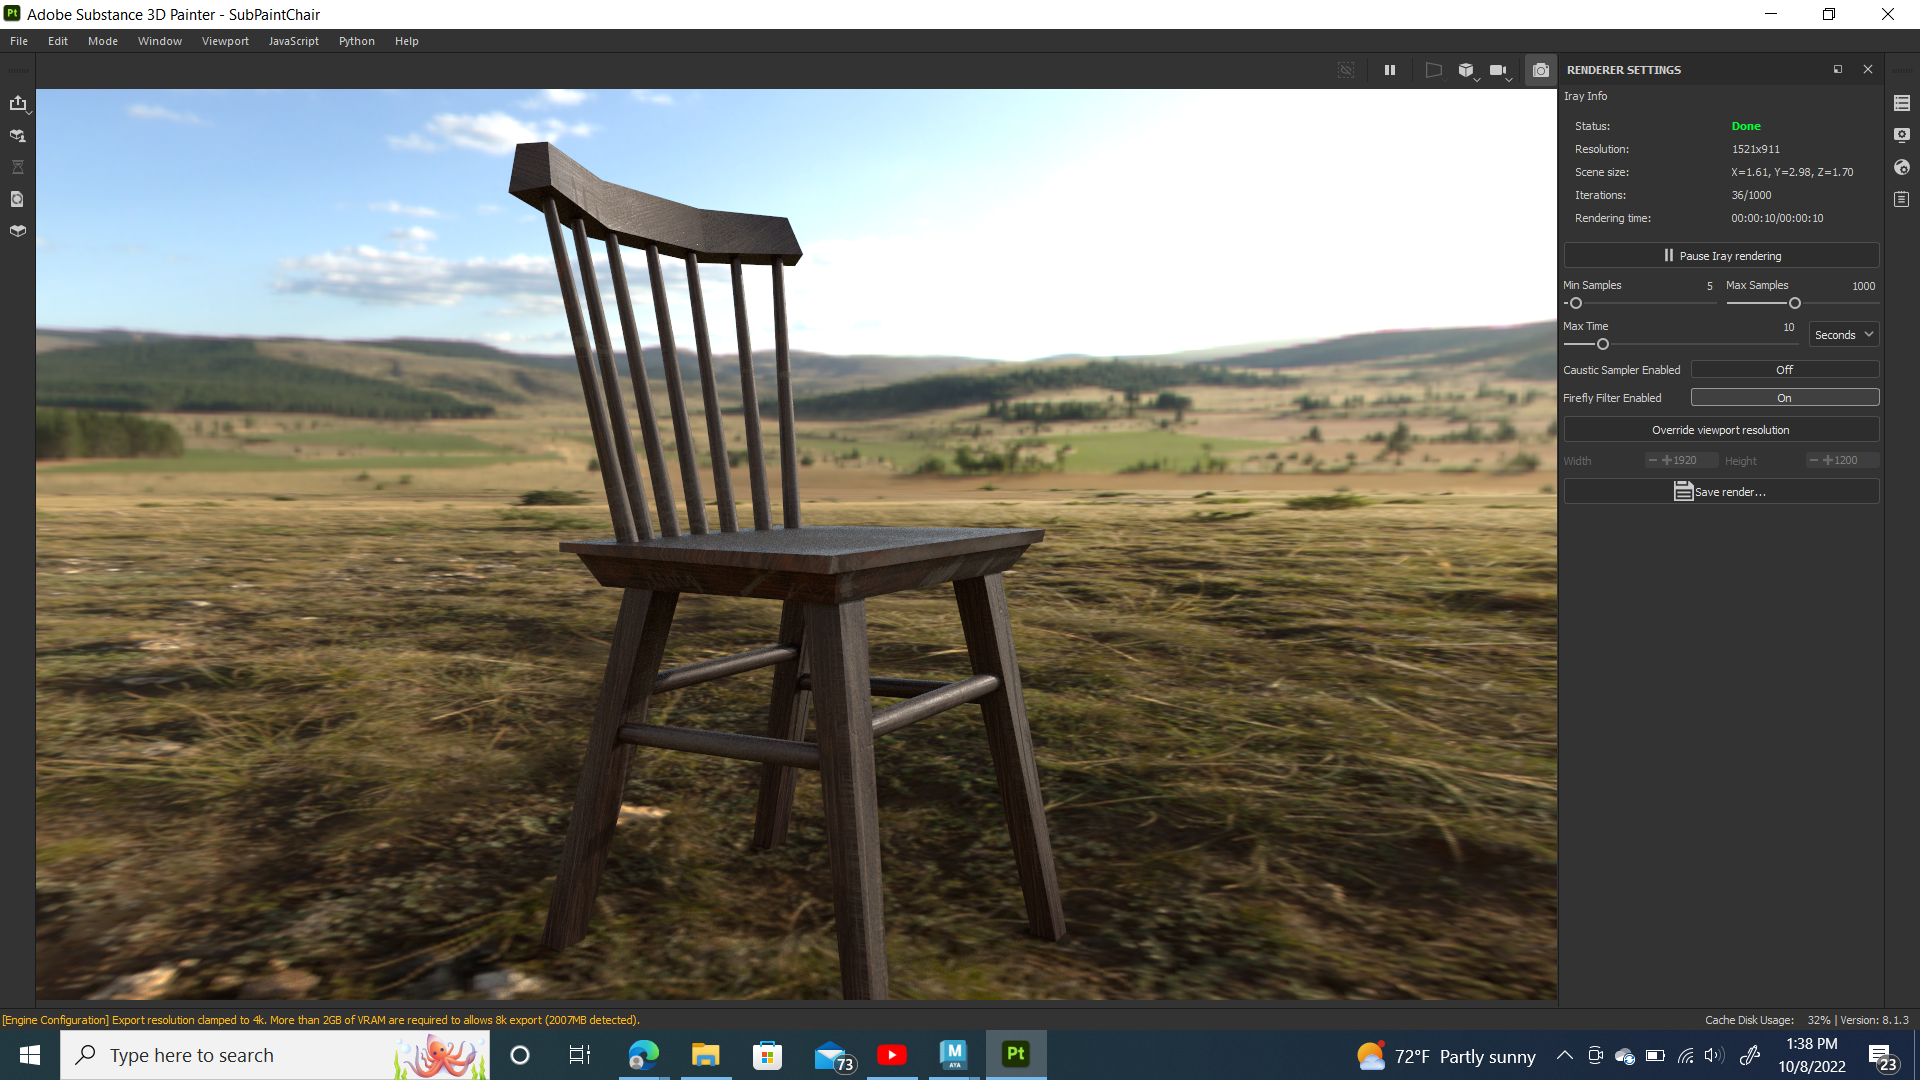 Pt Adobe Substance 3D Painter - SubPaintChair
File Edit Mode Window Viewport JavaScript Python Help
RENDERER SETTINGS
Iray Info
Status: Done
Resolution: 1521x911
Scene size: X=1.61, Y=2.98, Z=1.70
Iterations: 36/1000
Rendering time: 00:00:10/00:00:10
Pause Iray rendering
Min Samples 5 Max Samples 1000
Max Time 10 Seconds
Caustic Sampler Enabled Off
Firefly Filter Enabled On
Override viewport resolution
Width 1920 Height 1200
Save render...
[Engine Configuration] Export resolution clamped to 4k. More than 2GB of VRAM are required to allows 8k export (2007MB detected).
Cache Disk Usage: 32% | Version: 8.1.3
Type here to search
73
M
AYA
Pt
72°F Partly sunny
1:38 PM
10/8/2022
23